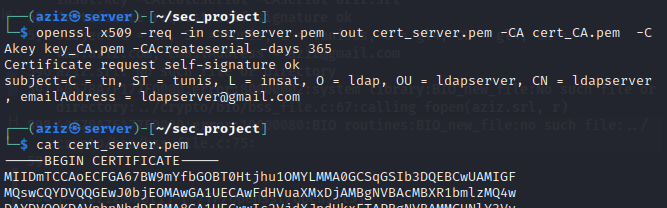 ┌──(aziz㉿server)-[~/sec_project]
└─$ openssl x509 -req -in csr_server.pem -out cert_server.pem -CA cert_CA.pem  -C
Akey key_CA.pem -CAcreateserial -days 365
Certificate request self-signature ok
subject=C = tn, ST = tunis, L = insat, O = ldap, OU = ldapserver, CN = ldapserver
, emailAddress = ldapserver@gmail.com
┌──(aziz㉿server)-[~/sec_project]
└─$ cat cert_server.pem
-----BEGIN CERTIFICATE-----
MIIDmTCCAoECFGA67BW9mYfbGOBT0Htjhu1OMYLMMA0GCSqGSIb3DQEBCwUAMIGF
MQswCQYDVQQGEwJ0bjEOMAwGA1UECAwFdHVuaXMxDjAMBgNVBAcMBXR1bmlzMQ4w